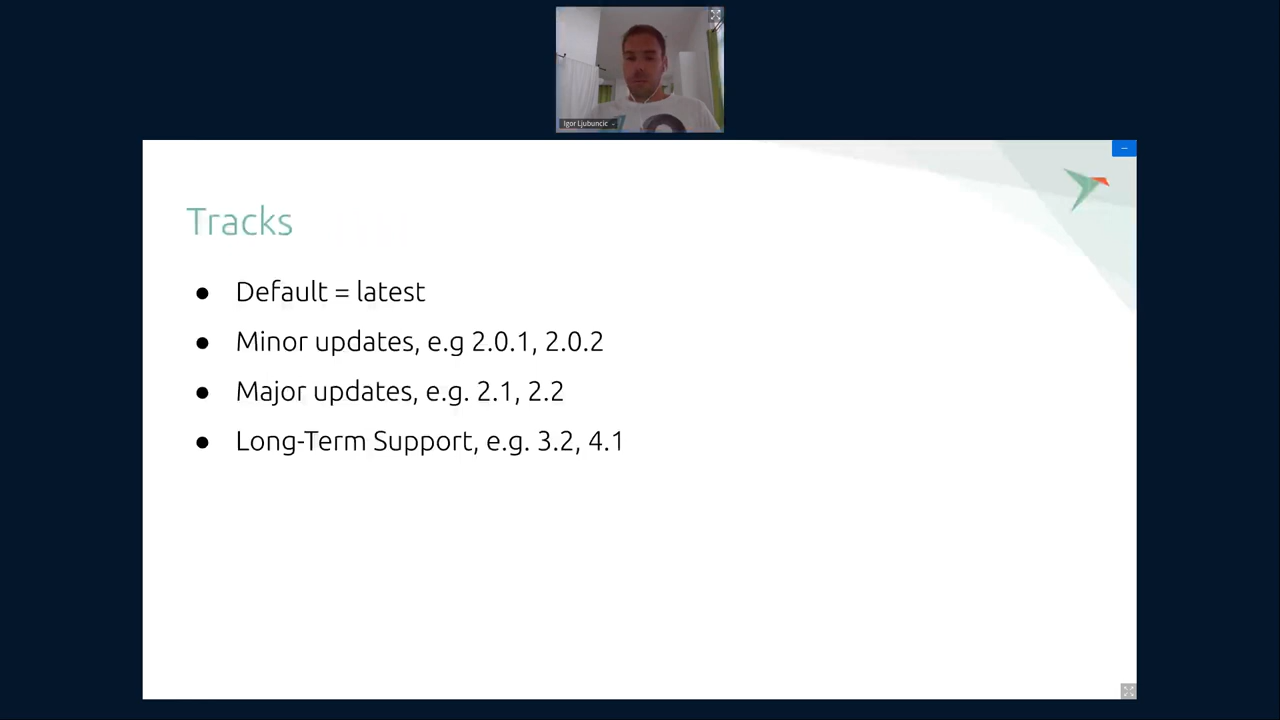 Igor Ljubuncic
Tracks
● Default = latest
● Minor updates, e.g 2.0.1, 2.0.2
● Major updates, e.g. 2.1, 2.2
● Long-Term Support, e.g. 3.2, 4.1